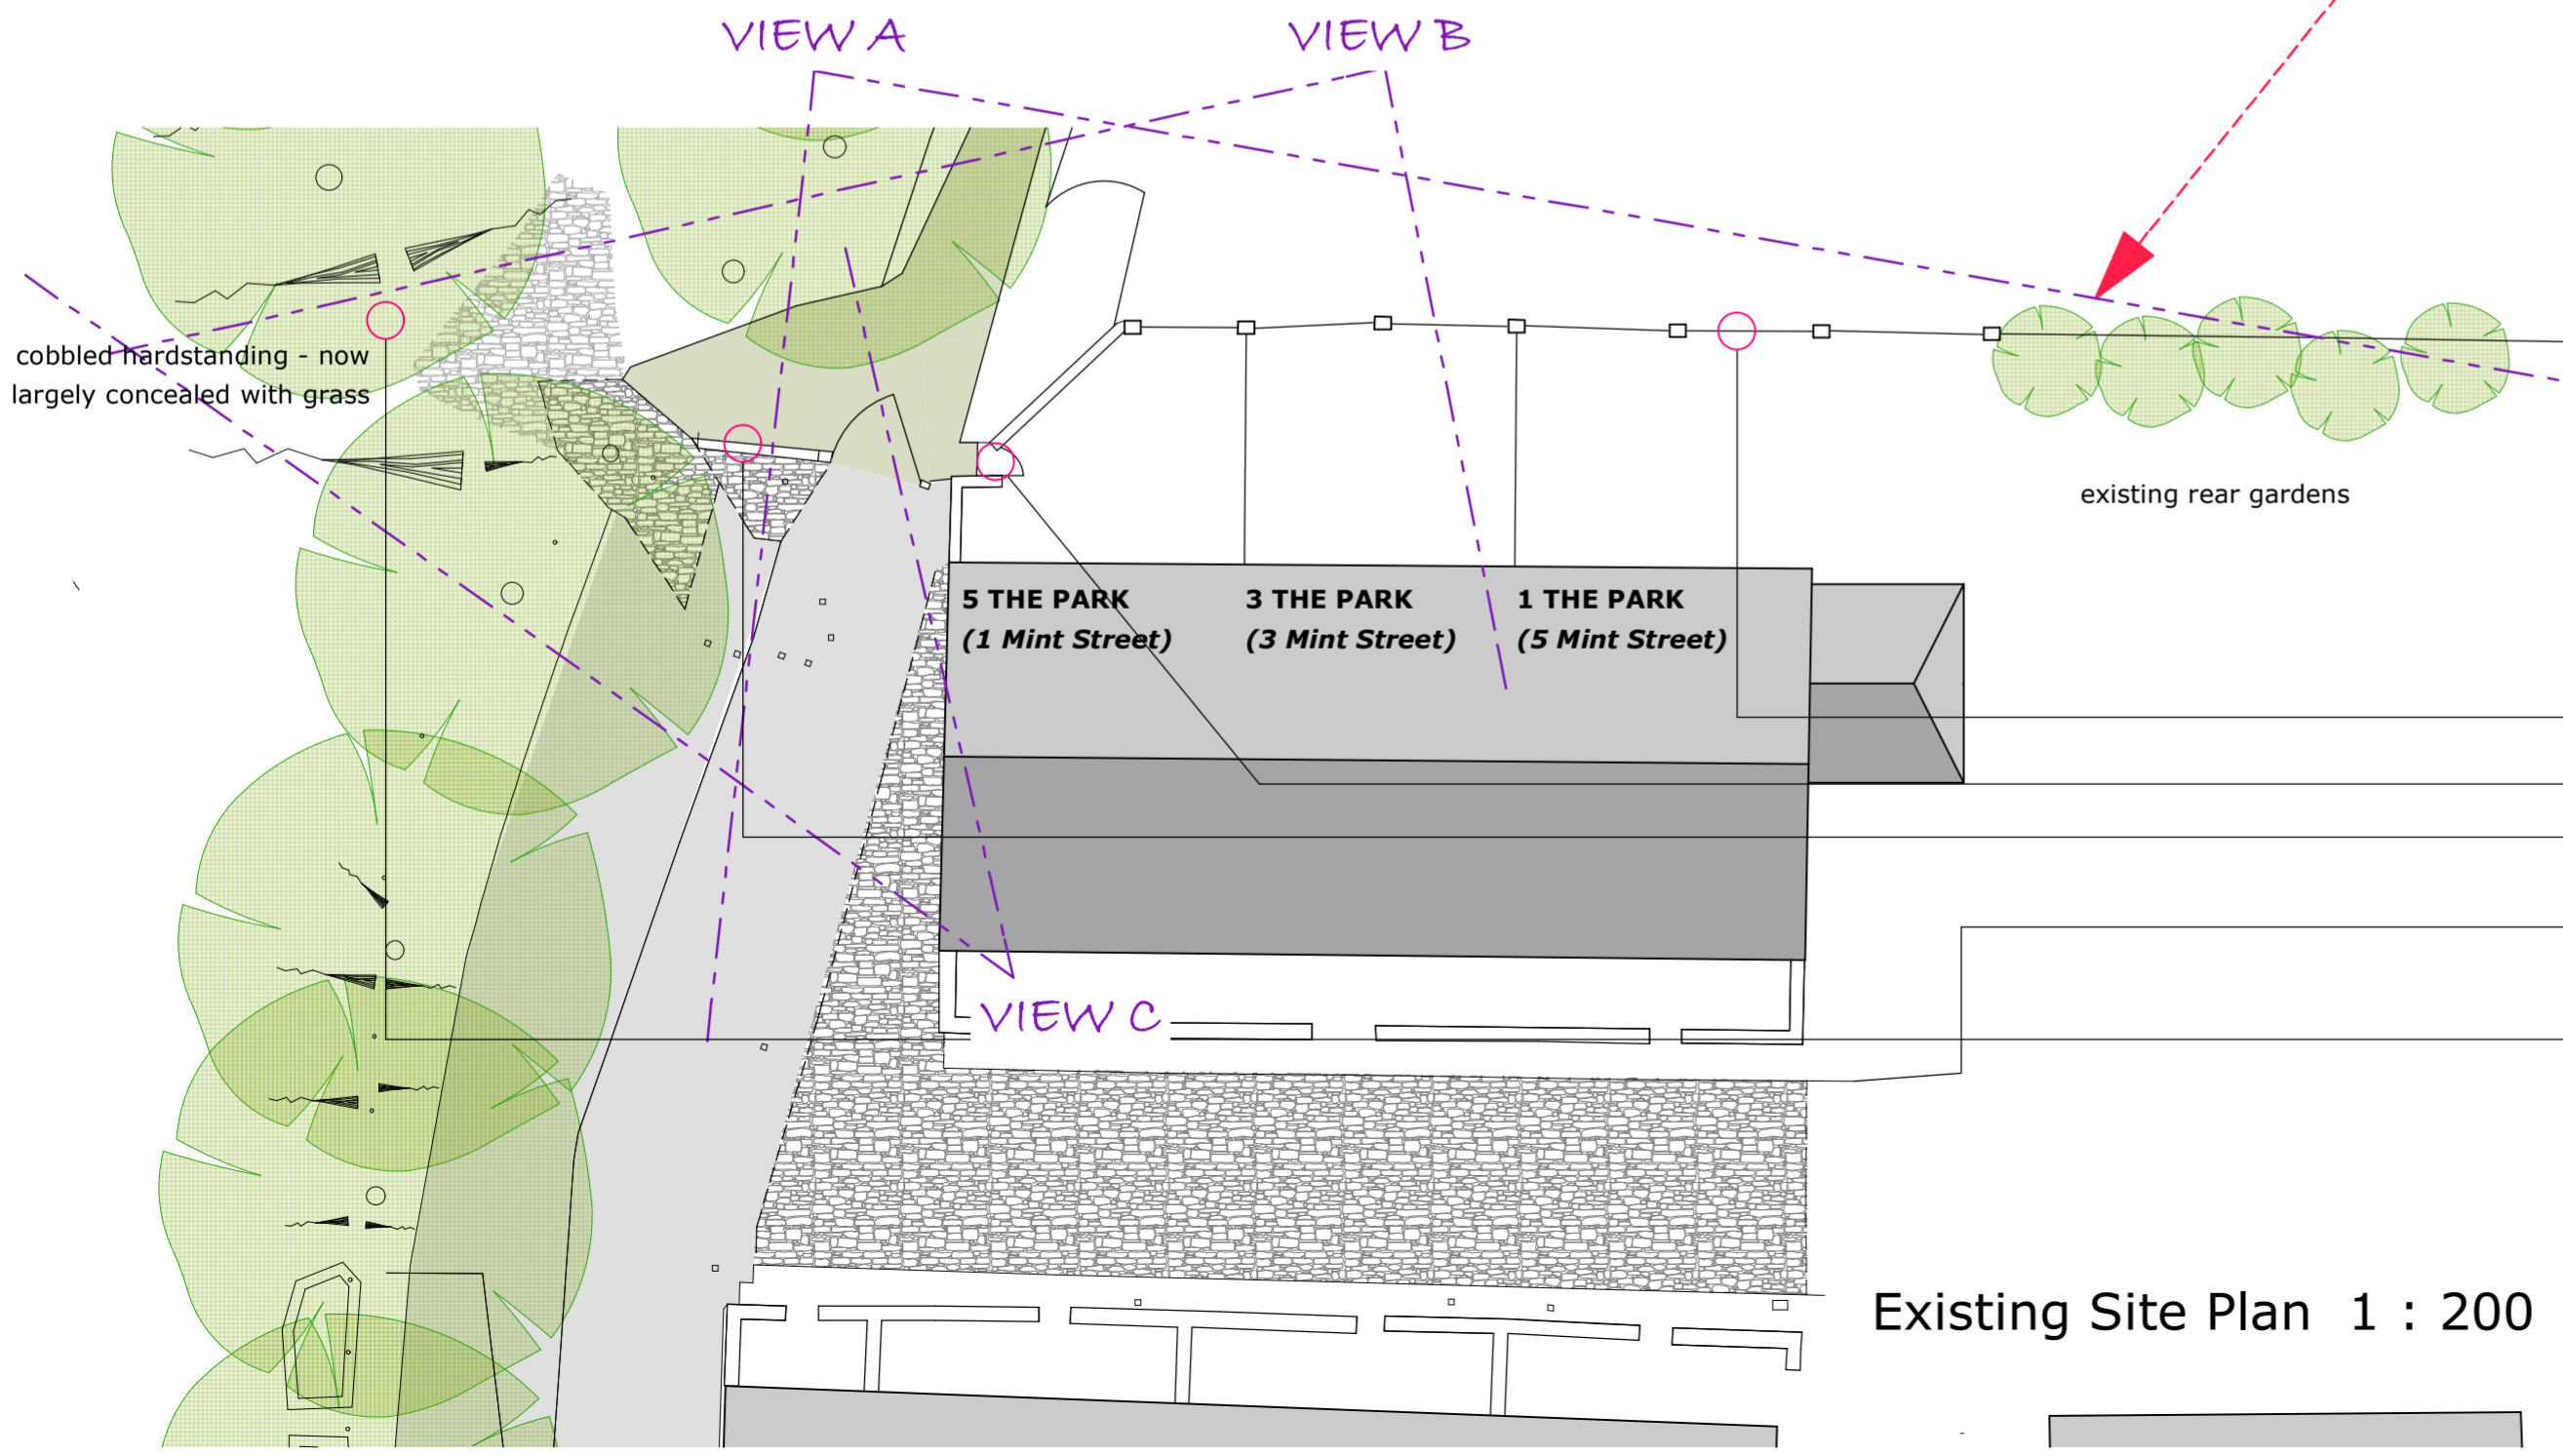 VIEW A
VIEW B
cobbled hardstanding - now
largely concealed with grass
existing rear gardens
5 THE PARK
(1 Mint Street)
3 THE PARK
(3 Mint Street)
1 THE PARK
(5 Mint Street)
VIEW C
Existing Site Plan 1 : 200